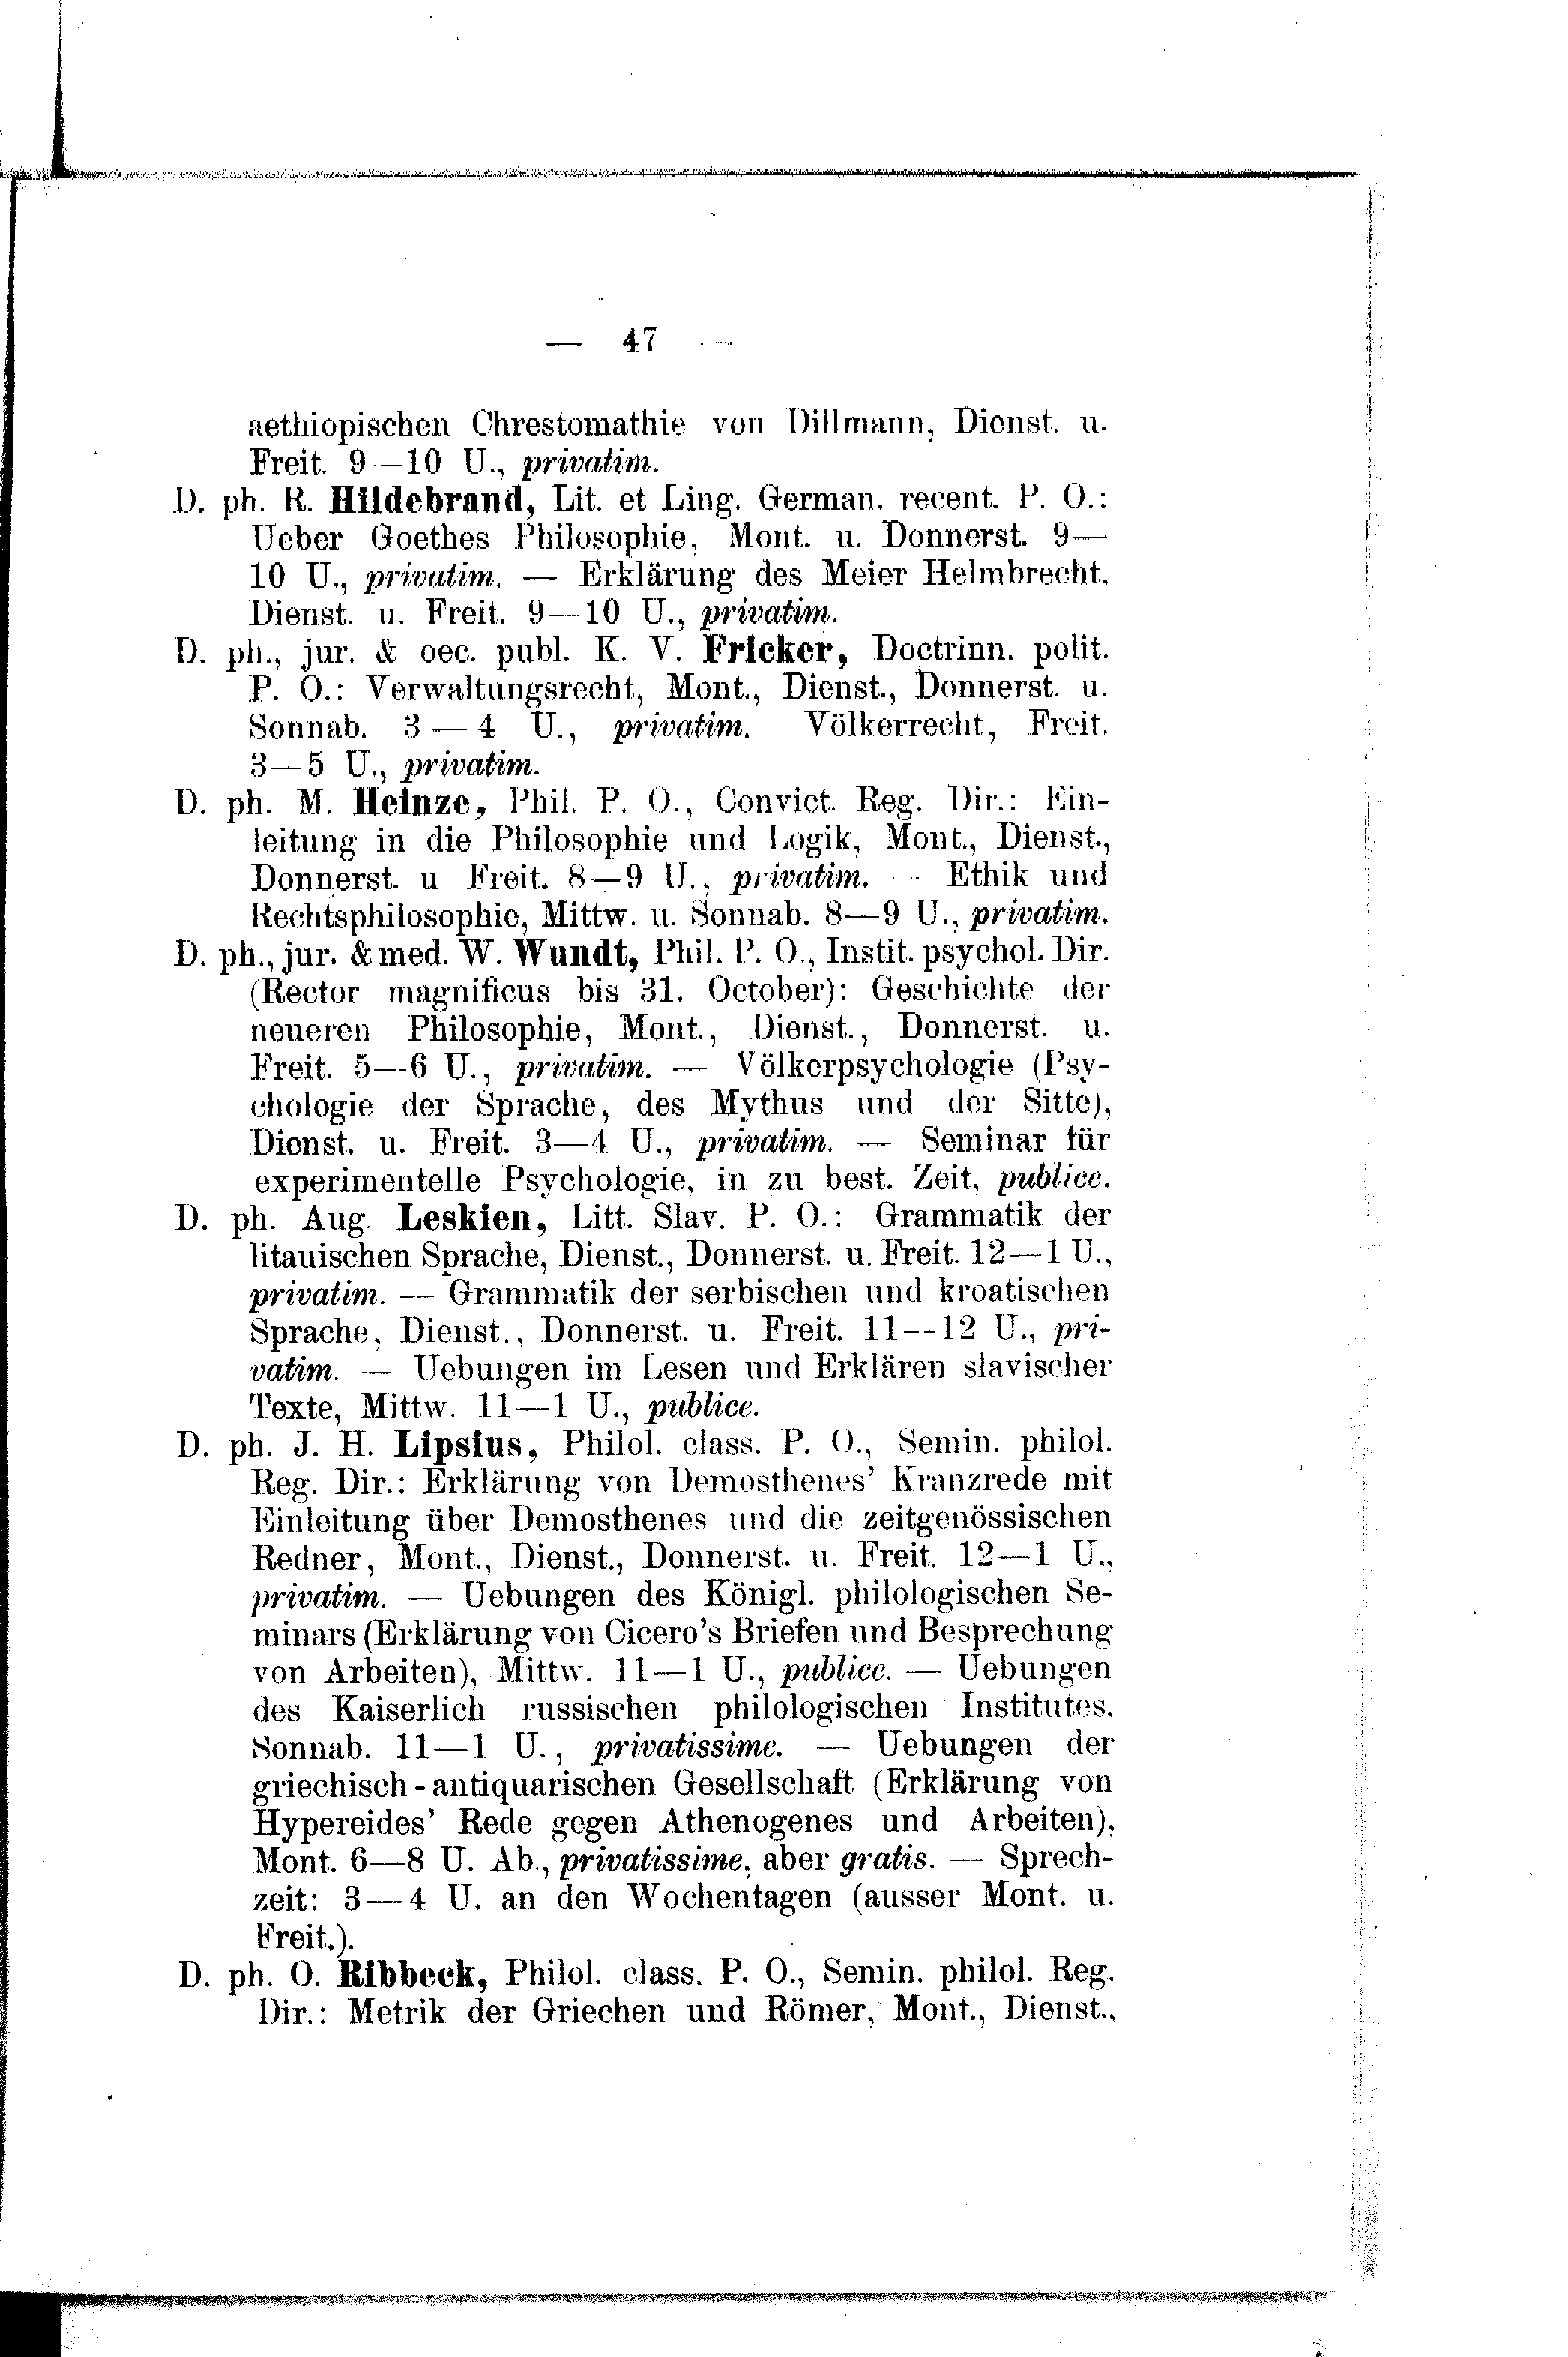 — 47 —
aethiopischen Chrestomathie von Dillmann, Dienst. u.
Freit. 9—10 U., privatim.
D. ph. R. Hildebrand, Lit. et Ling. German. recent. P. O.:
Ueber Goethes Philosophie, Mont. u. Donnerst. 9—
10 U., privatim. — Erklärung des Meier Helmbrecht.
Dienst. u. Freit. 9—10 U., privatim.
D. ph., jur. & oec. publ. K. V. Fricker, Doctrinn. polit.
P. O.: Verwaltungsrecht, Mont., Dienst., Donnerst. u.
Sonnab. 3 — 4 U., privatim. Völkerrecht, Freit.
3—5 U., privatim.
D. ph. M. Heinze, Phil. P. O., Convict. Reg. Dir.: Ein-
leitung in die Philosophie und Logik, Mont., Dienst.,
Donnerst. u Freit. 8—9 U., privatim. — Ethik und
Rechtsphilosophie, Mittw. u. Sonnab. 8—9 U., privatim.
D. ph., jur. & med. W. Wundt, Phil. P. O., Instit. psychol. Dir.
(Rector magnificus bis 31. October): Geschichte der
neueren Philosophie, Mont., Dienst., Donnerst. u.
Freit. 5—6 U., privatim. — Völkerpsychologie (Psy-
chologie der Sprache, des Mythus und der Sitte),
Dienst. u. Freit. 3—4 U., privatim. — Seminar für
experimentelle Psychologie, in zu best. Zeit, publice.
D. ph. Aug. Leskien, Litt. Slav. P. O.: Grammatik der
litauischen Sprache, Dienst., Donnerst. u. Freit. 12—1 U.,
privatim. — Grammatik der serbischen und kroatischen
Sprache, Dienst., Donnerst. u. Freit. 11--12 U., pri-
vatim. — Uebungen im Lesen und Erklären slavischer
Texte, Mittw. 11—1 U., publice.
D. ph. J. H. Lipsius, Philol. class. P. O., Semin. philol.
Reg. Dir.: Erklärung von Demosthenes' Kranzrede mit
Einleitung über Demosthenes und die zeitgenössischen
Redner, Mont., Dienst., Donnerst. u. Freit. 12—1 U.,
privatim. — Uebungen des Königl. philologischen Se-
minars (Erklärung von Cicero's Briefen und Besprechung
von Arbeiten), Mittw. 11—1 U., publice. — Uebungen
des Kaiserlich russischen philologischen Institutes.
Sonnab. 11—1 U., privatissime. — Uebungen der
griechisch-antiquarischen Gesellschaft (Erklärung von
Hypereides' Rede gegen Athenogenes und Arbeiten),
Mont. 6—8 U. Ab., privatissime, aber gratis. — Sprech-
zeit: 3—4 U. an den Wochentagen (ausser Mont. u.
Freit.).
D. ph. O. Ribbeck, Philol. class. P. O., Semin. philol. Reg.
Dir.: Metrik der Griechen und Römer, Mont., Dienst.,